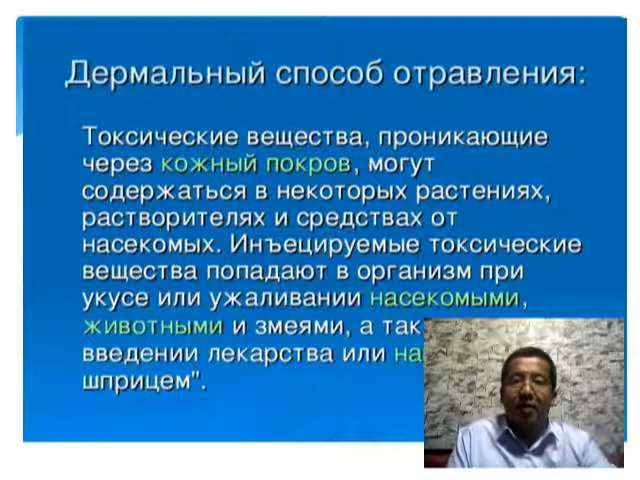 Дермальный способ отравления:
Токсические вещества, проникающие
через кожный покров, могут
содержаться в некоторых растениях,
растворителях и средствах от
насекомых. Инъецируемые токсические
вещества попадают в организм при
укусе или ужаливании насекомыми,
животными и змеями, а
введении лекарства или
шприцем".